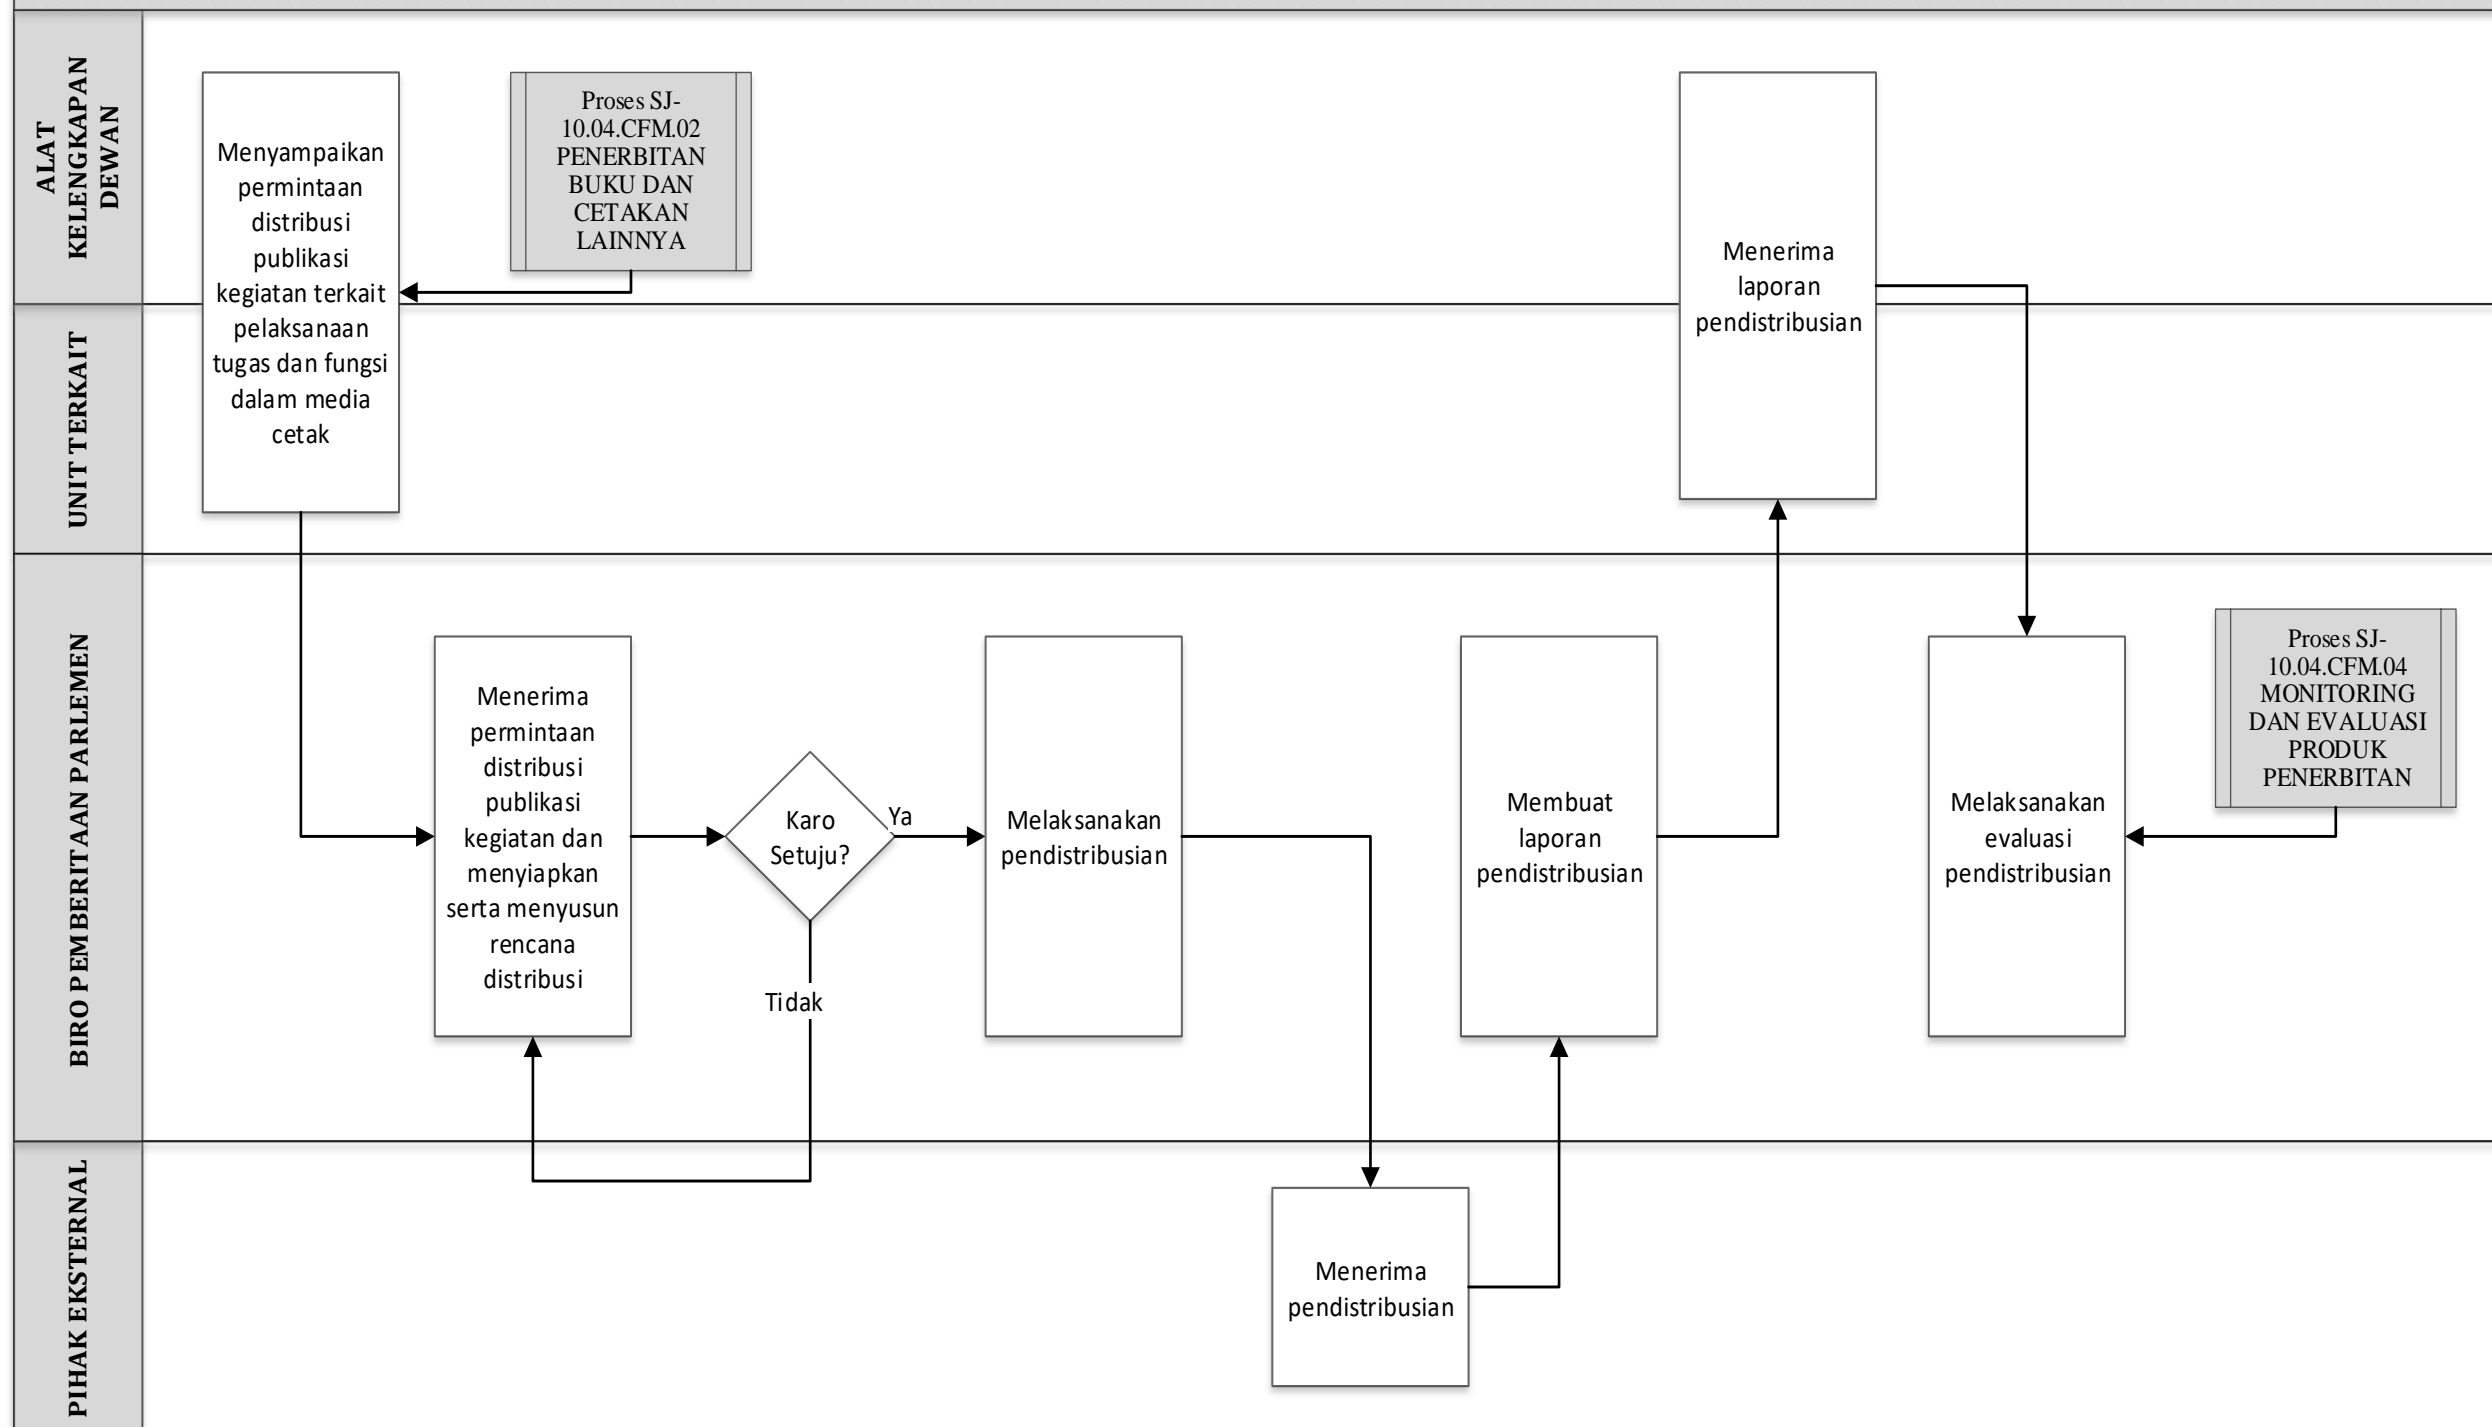 ALAT
KELENGKAPAN
DEWAN
Menyampaikan
permintaan
distribusi
publikasi
kegiatan terkait
pelaksanaan
tugas dan fungsi
dalam media
cetak
Proses SJ-
10.04.CFM.02
PENERBITAN
BUKU DAN
CETAKAN
LAINNYA
Menerima
laporan
pendistribusian
UNIT TERKAIT
BIRO PEMBERITAAN PARLEMEN
Menerima
permintaan
distribusi
publikasi
kegiatan dan
menyiapkan
serta menyusun
rencana
distribusi
Karo
Setuju?
Ya
Tidak
Melaksanakan
pendistribusian
Membuat
laporan
pendistribusian
Melaksanakan
evaluasi
pendistribusian
Proses SJ-
10.04.CFM.04
MONITORING
DAN EVALUASI
PRODUK
PENERBITAN
PIHAK EKSTERNAL
Menerima
pendistribusian